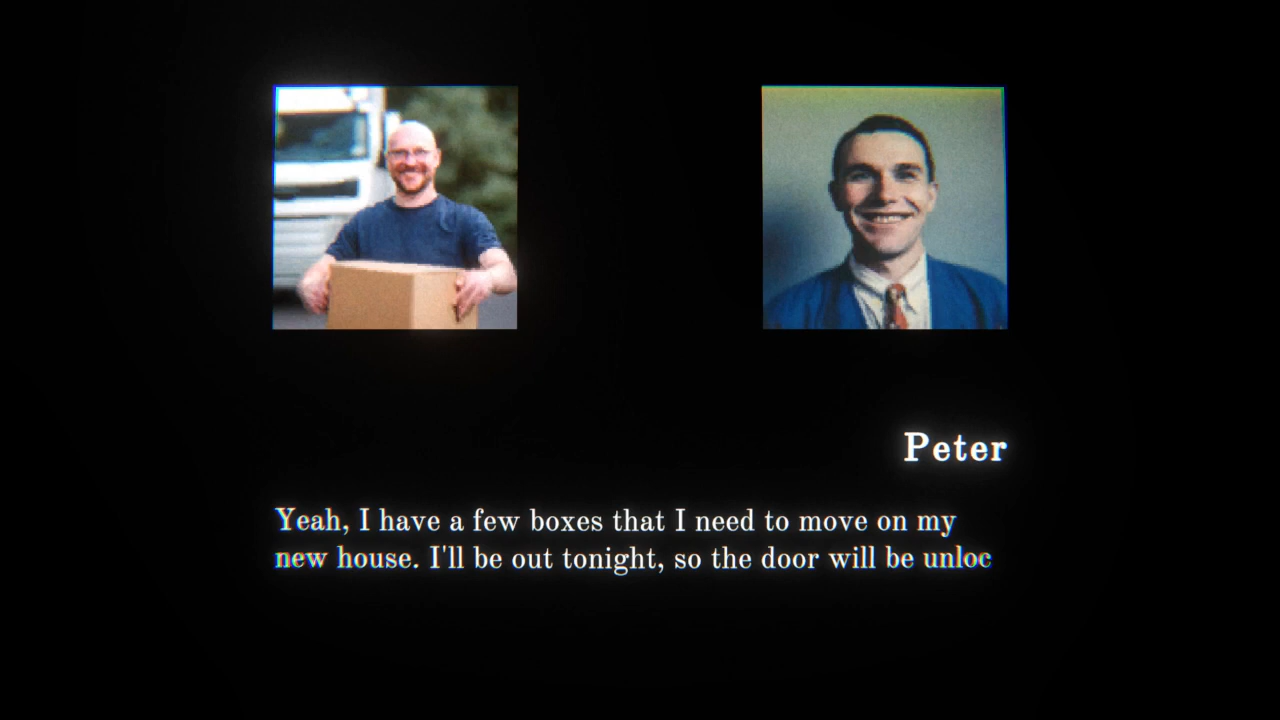 Peter
Yeah, I have a few boxes that I need to move on my
new house. I'll be out tonight, so the door will be unloc